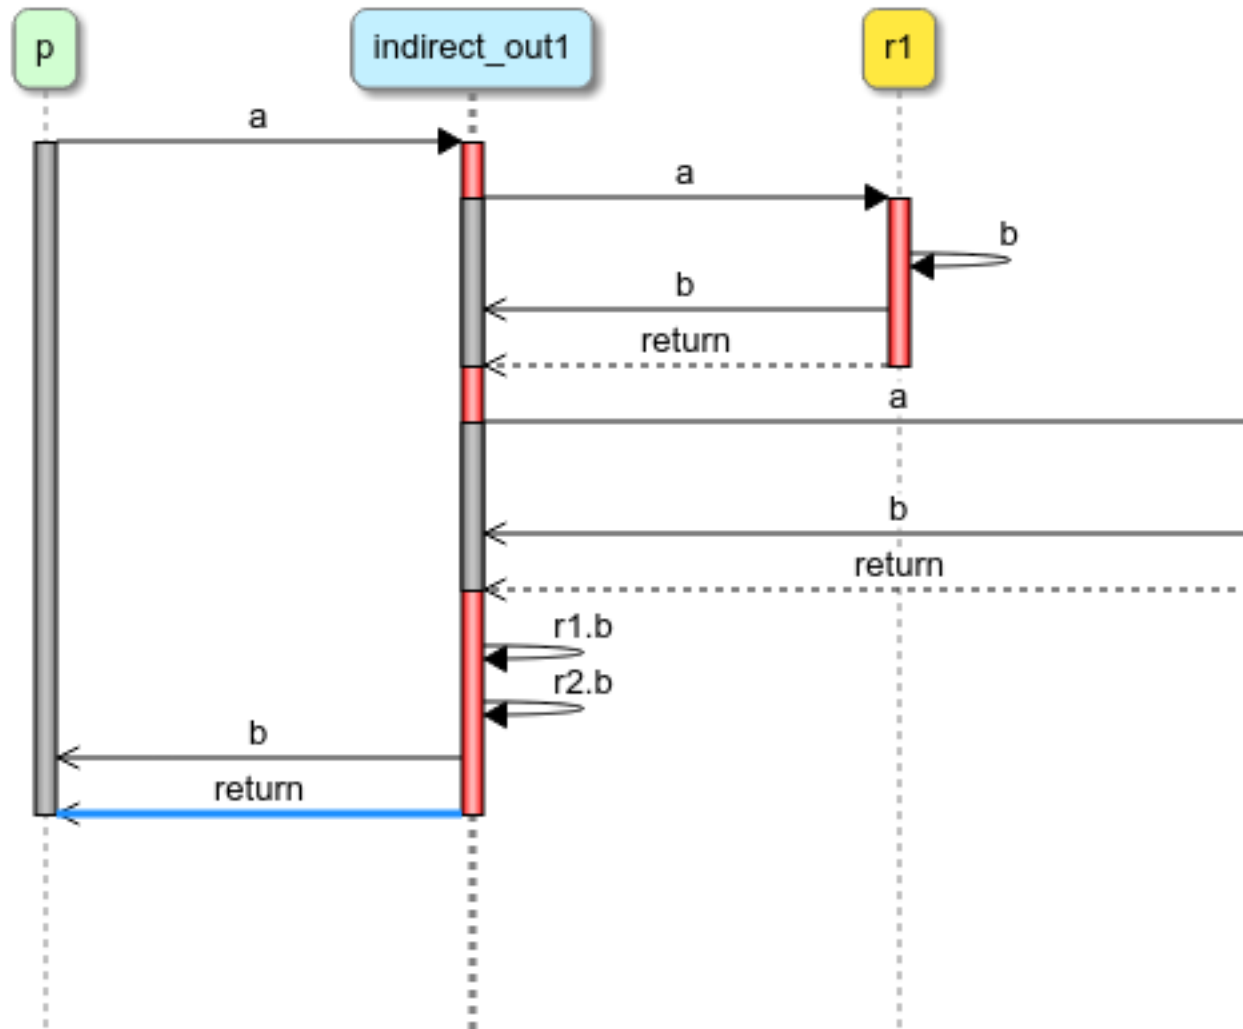 p
indirect_out1
r1
a
a
b
b
return
a
b
return
r1.b
r2.b
b
return